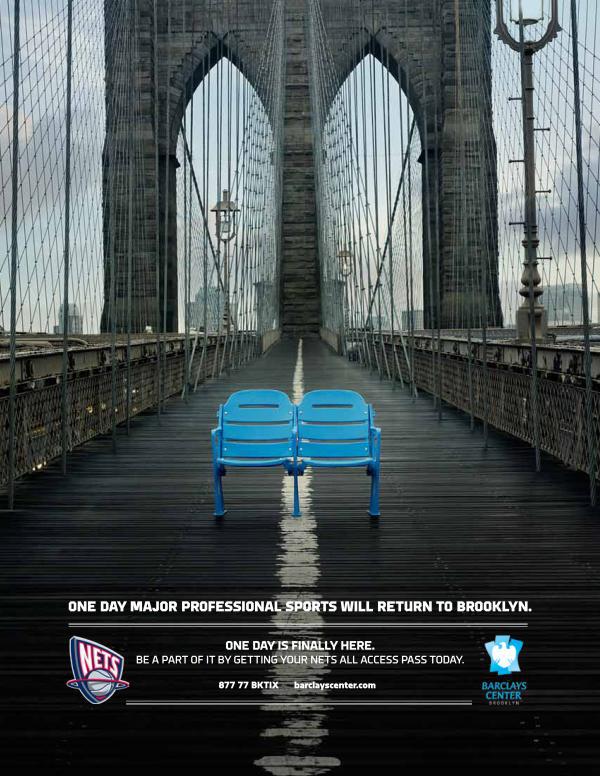 ONE DAY MAJOR PROFESSIONAL SPORTS WILL RETURN TO BROOKLYN.
ONE DAY IS FINALLY HERE.
BE A PART OF IT BY GETTING YOUR NETS ALL ACCESS PASS TODAY.
877 77 BKTIX barclayscenter.com
NETS
BARCLAYS
CENTER
BROOKLYN